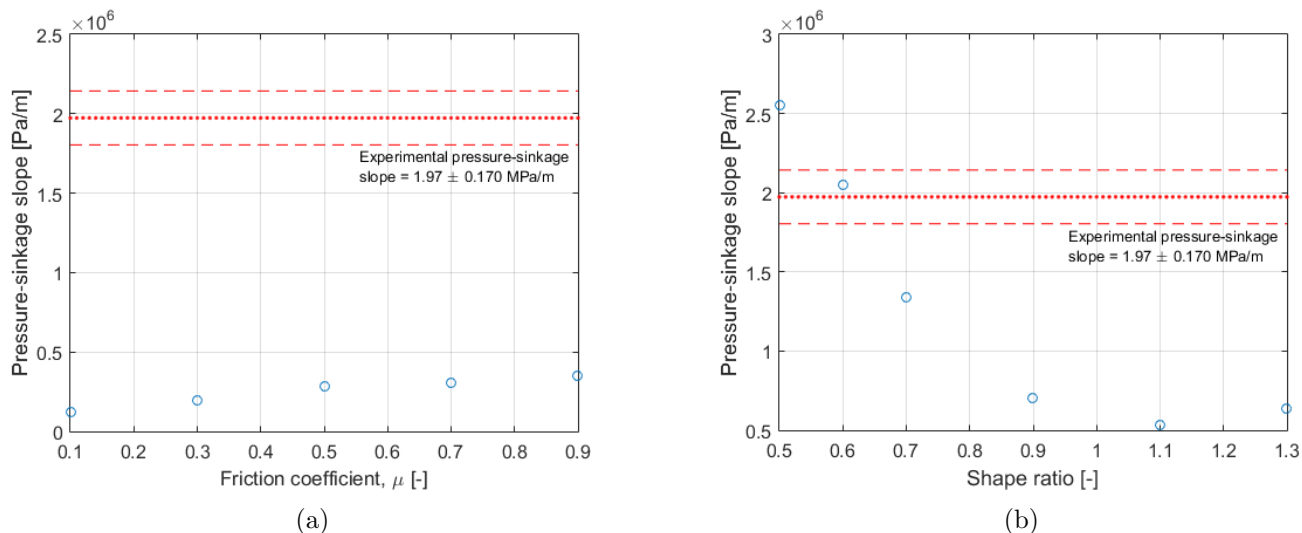 ×10⁶
2.5
2
1.5
1
0.5
0
Pressure-sinkage slope [Pa/m]
Experimental pressure-sinkage
slope = 1.97 ± 0.170 MPa/m
0.1 0.2 0.3 0.4 0.5 0.6 0.7 0.8 0.9
Friction coefficient, μ [-]
(a)
×10⁶
3
2.5
2
1.5
1
0.5
Pressure-sinkage slope [Pa/m]
Experimental pressure-sinkage
slope = 1.97 ± 0.170 MPa/m
0.5 0.6 0.7 0.8 0.9 1 1.1 1.2 1.3
Shape ratio [-]
(b)